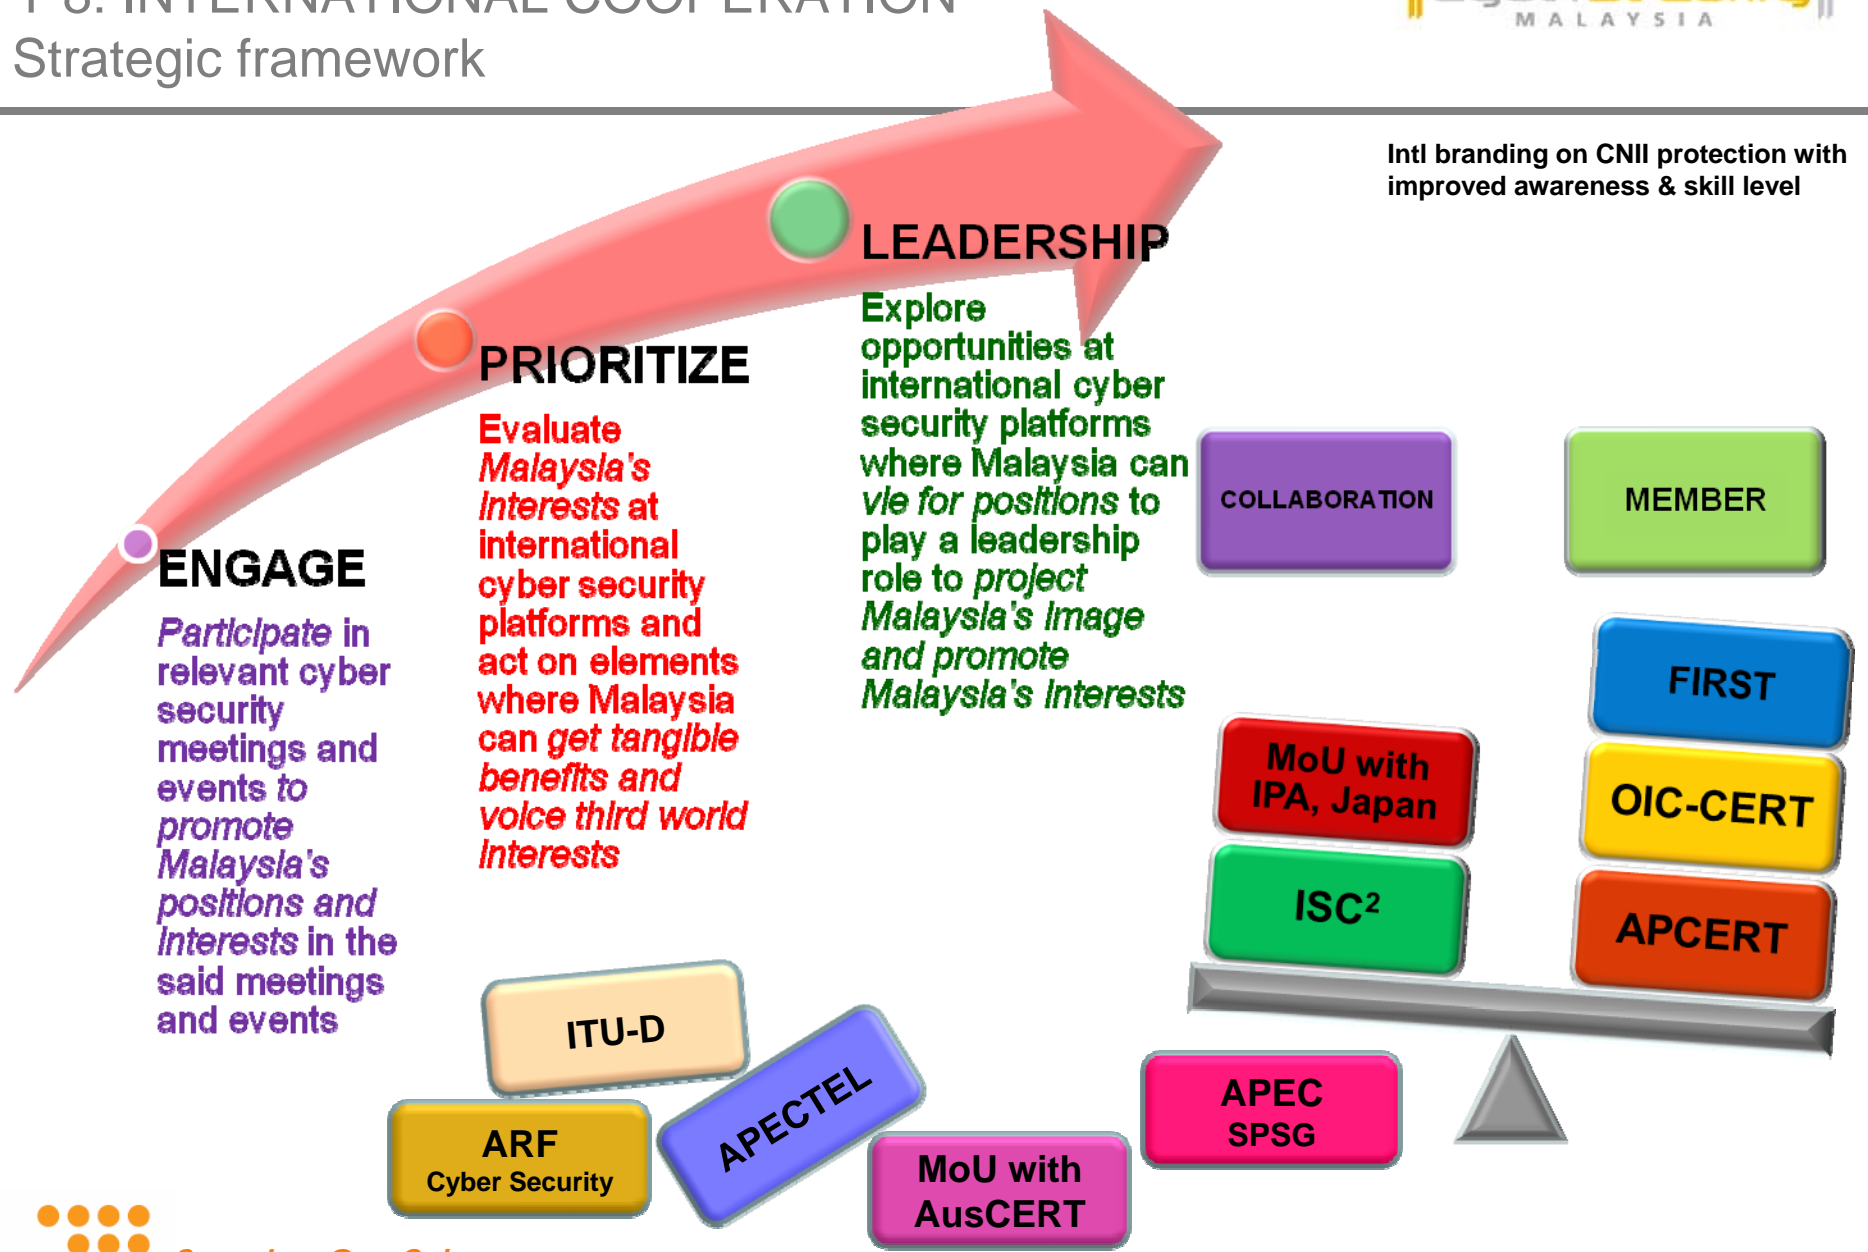 INTERNATIONAL COOPERATION
Strategic framework
MALAYSIA
Intl branding on CNII protection with
improved awareness & skill level
LEADERSHIP
Explore
opportunities at
international cyber
security platforms
where Malaysia can
vie for positions to
play a leadership
role to project
Malaysia's image
and promote
Malaysia's interests
PRIORITIZE
Evaluate
Malaysia's
interests at
international
cyber security
platforms and
act on elements
where Malaysia
can get tangible
benefits and
voice third world
interests
ENGAGE
Participate in
relevant cyber
security
meetings and
events to
promote
Malaysia's
positions and
interests in the
said meetings
and events
COLLABORATION
MEMBER
FIRST
MoU with
IPA, Japan
OIC-CERT
ISC²
APCERT
ITU-D
APECTEL
ARF
Cyber Security
MoU with
AusCERT
APEC
SPSG